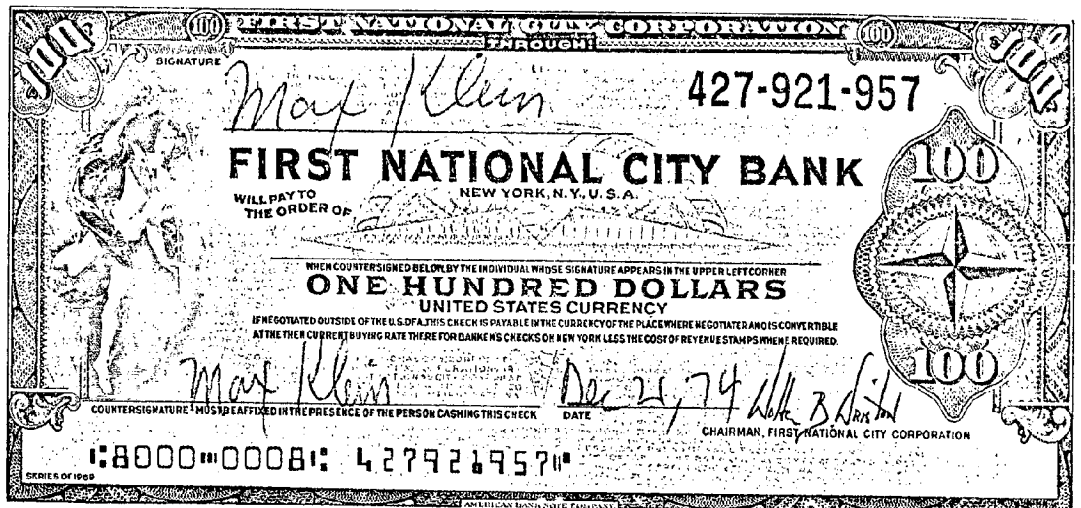 100 FIRST NATIONAL CITY CORPORATION 100
THROUGH
100
100
SIGNATURE
Max Klein
427-921-957
FIRST NATIONAL CITY BANK
NEW YORK, N.Y., U.S.A.
100
WILL PAY TO
THE ORDER OF
WHEN COUNTERSIGNED BELOW BY THE INDIVIDUAL WHOSE SIGNATURE APPEARS IN THE UPPER LEFT CORNER
ONE HUNDRED DOLLARS
UNITED STATES CURRENCY
IF NEGOTIATED OUTSIDE OF THE U.S. OF A. THIS CHECK IS PAYABLE IN THE CURRENCY OF THE PLACE WHERE NEGOTIATED AND IS CONVERTIBLE
AT THE THEN CURRENT BUYING RATE THERE FOR BANKERS CHECKS ON NEW YORK LESS THE COST OF REVENUE STAMPS WHERE REQUIRED.
100
Max Klein
Dec 21, 74
COUNTERSIGNATURE MUST BE AFFIXED IN THE PRESENCE OF THE PERSON CASHING THIS CHECK
DATE
CHAIRMAN, FIRST NATIONAL CITY CORPORATION
⑆8000⑉0008⑆ 427921957⑈
SERIES OF 1969
AMERICAN BANK NOTE COMPANY